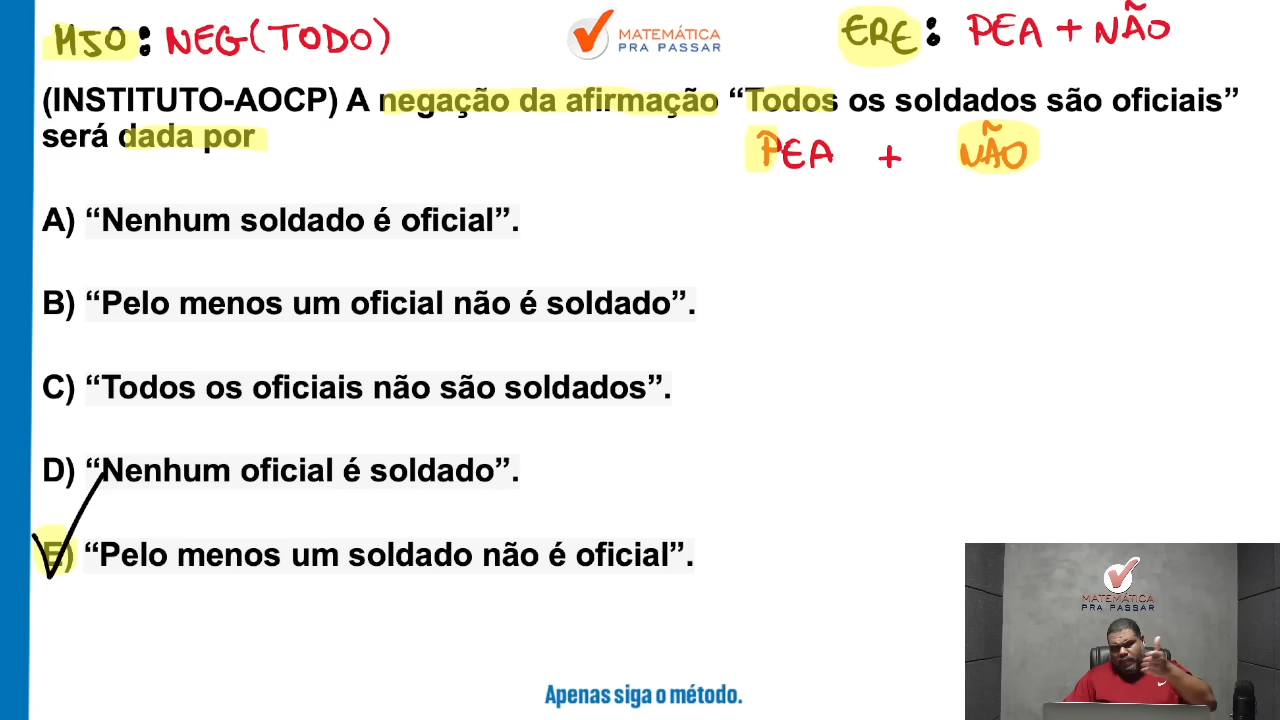 MJO: NEG(TODO)
MATEMÁTICA
PRA PASSAR
ERE: PEA + NÃO
(INSTITUTO-AOCP) A negação da afirmação “Todos os soldados são oficiais”
será dada por
PEA + NÃO
A) “Nenhum soldado é oficial”.
B) “Pelo menos um oficial não é soldado”.
C) “Todos os oficiais não são soldados”.
D) “Nenhum oficial é soldado”.
E) “Pelo menos um soldado não é oficial”.
MATEMÁTICA
PRA PASSAR
Apenas siga o método.